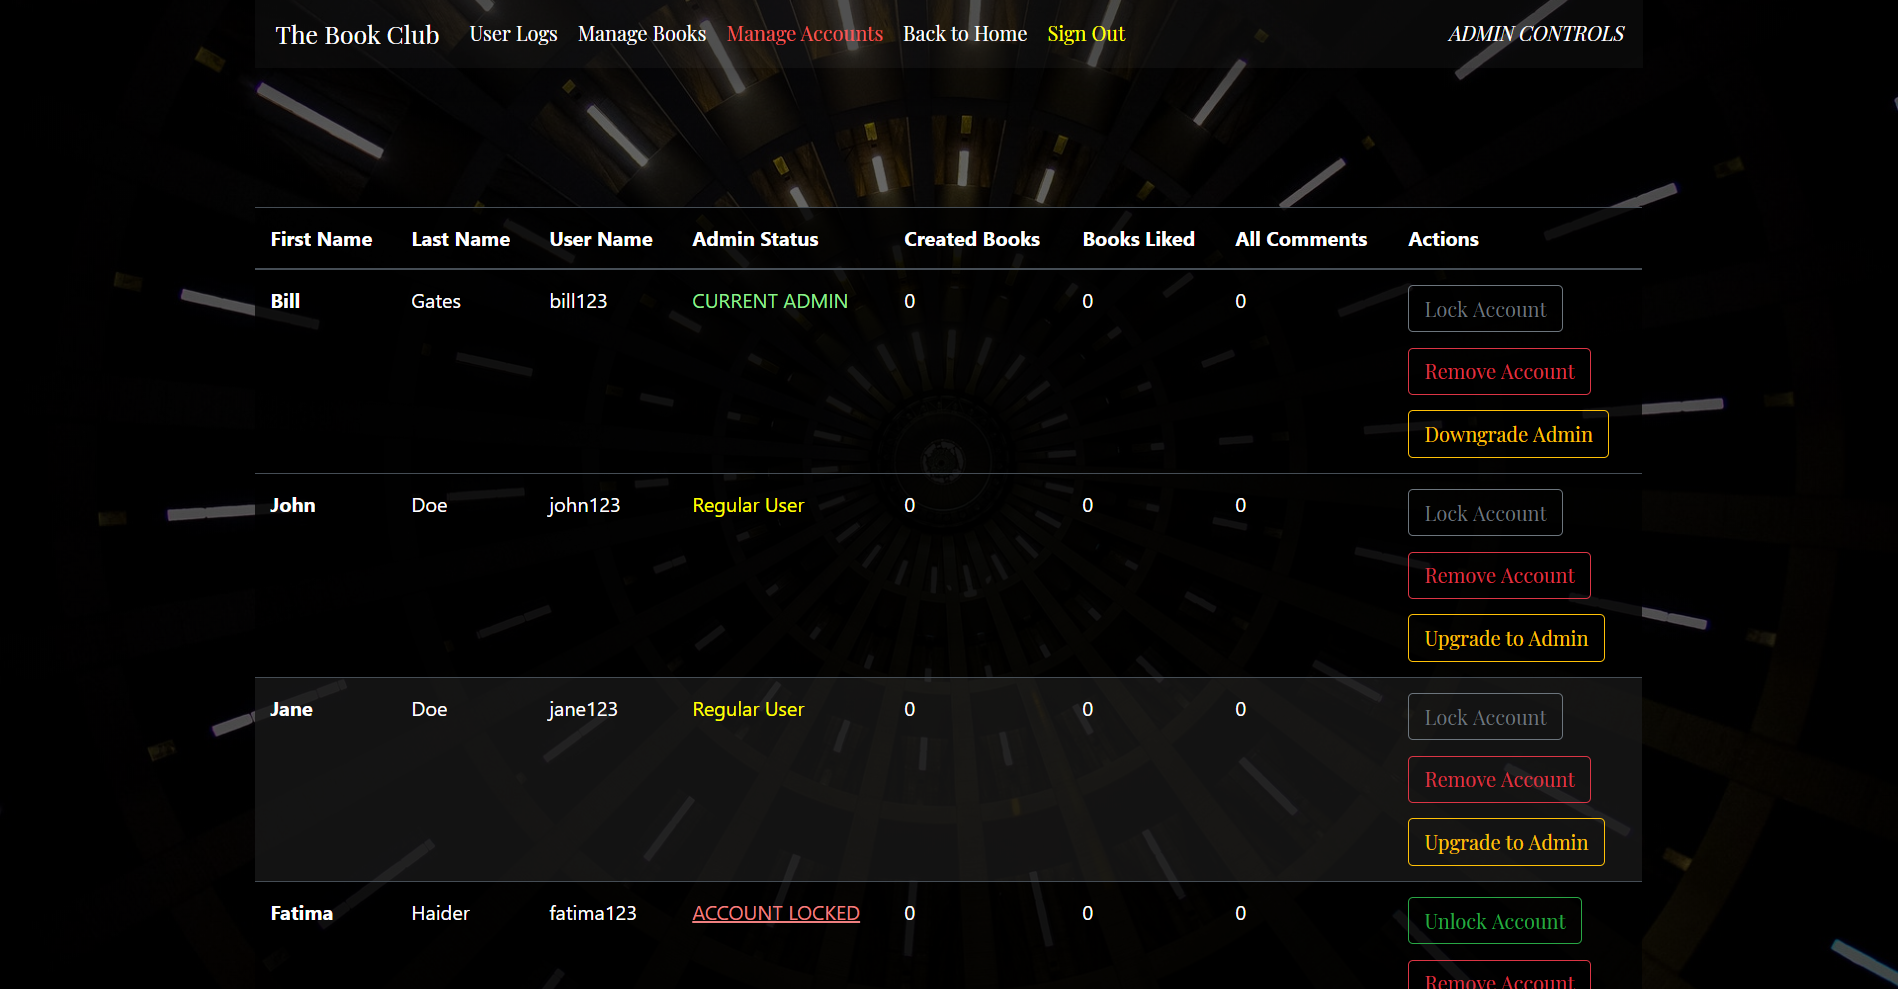 The Book Club User Logs Manage Books Manage Accounts Back to Home Sign Out ADMIN CONTROLS
First Name Last Name User Name Admin Status Created Books Books Liked All Comments Actions
Bill Gates bill123 CURRENT ADMIN 0 0 0 Lock Account
Remove Account
Downgrade Admin
John Doe john123 Regular User 0 0 0 Lock Account
Remove Account
Upgrade to Admin
Jane Doe jane123 Regular User 0 0 0 Lock Account
Remove Account
Upgrade to Admin
Fatima Haider fatima123 ACCOUNT LOCKED 0 0 0 Unlock Account
Remove Account